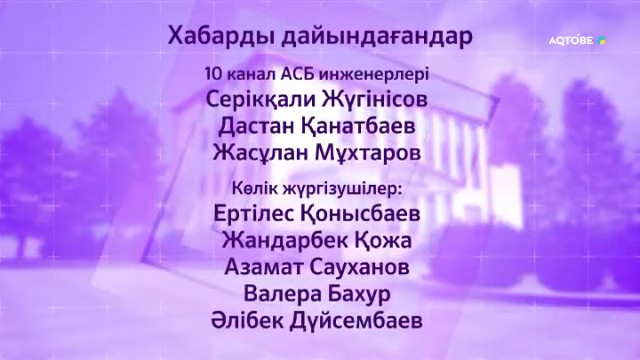 Хабарды дайындағандар
AQTÓBE
10 канал АСБ инженерлері
Серікқали Жүгінісов
Дастан Қанатбаев
Жасұлан Мұхтаров
Көлік жүргізушілер:
Ертілес Қонысбаев
Жандарбек Қожа
Азамат Сауханов
Валера Бахур
Әлібек Дүйсембаев